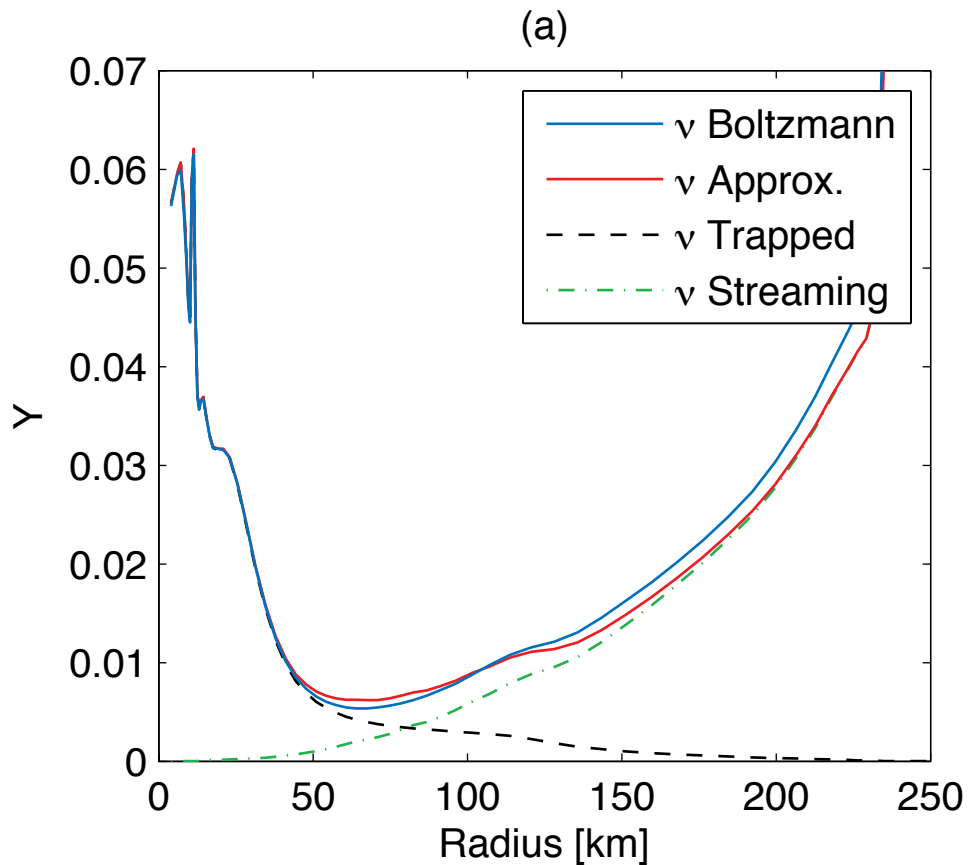 (a)
0.07
0.06
0.05
0.04
0.03
0.02
0.01
0
Y
ν Boltzmann
ν Approx.
ν Trapped
ν Streaming
0 50 100 150 200 250
Radius [km]